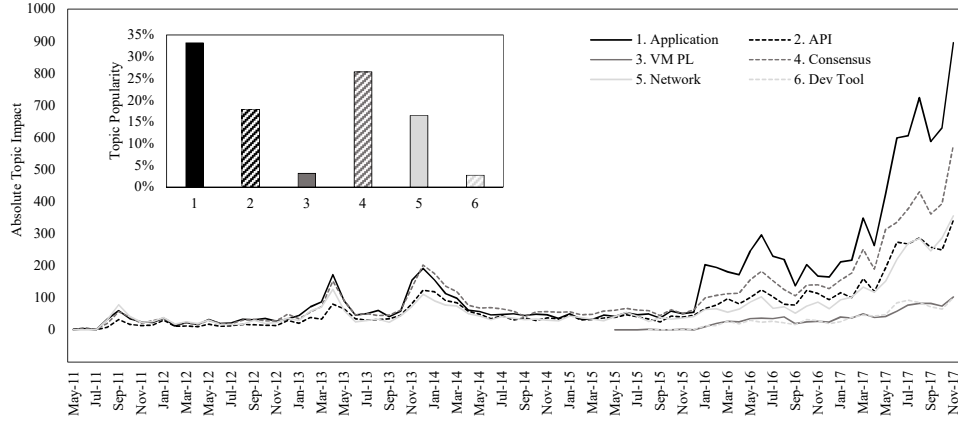 1000
900
800
700
600
500
400
300
200
100
0
Absolute Topic Impact
35%
35%
25%
20%
15%
10%
5%
0%
Topic Popularity
1 2 3 4 5 6
1. Application 2. API
3. VM PL 4. Consensus
5. Network 6. Dev Tool
May-11
Jul-11
Sep-11
Nov-11
Jan-12
Mar-12
May-12
Jul-12
Sep-12
Nov-12
Jan-13
Mar-13
May-13
Jul-13
Sep-13
Nov-13
Jan-14
Mar-14
May-14
Jul-14
Sep-14
Nov-14
Jan-15
Mar-15
May-15
Jul-15
Sep-15
Nov-15
Jan-16
Mar-16
May-16
Jul-16
Sep-16
Nov-16
Jan-17
Mar-17
May-17
Jul-17
Sep-17
Nov-17